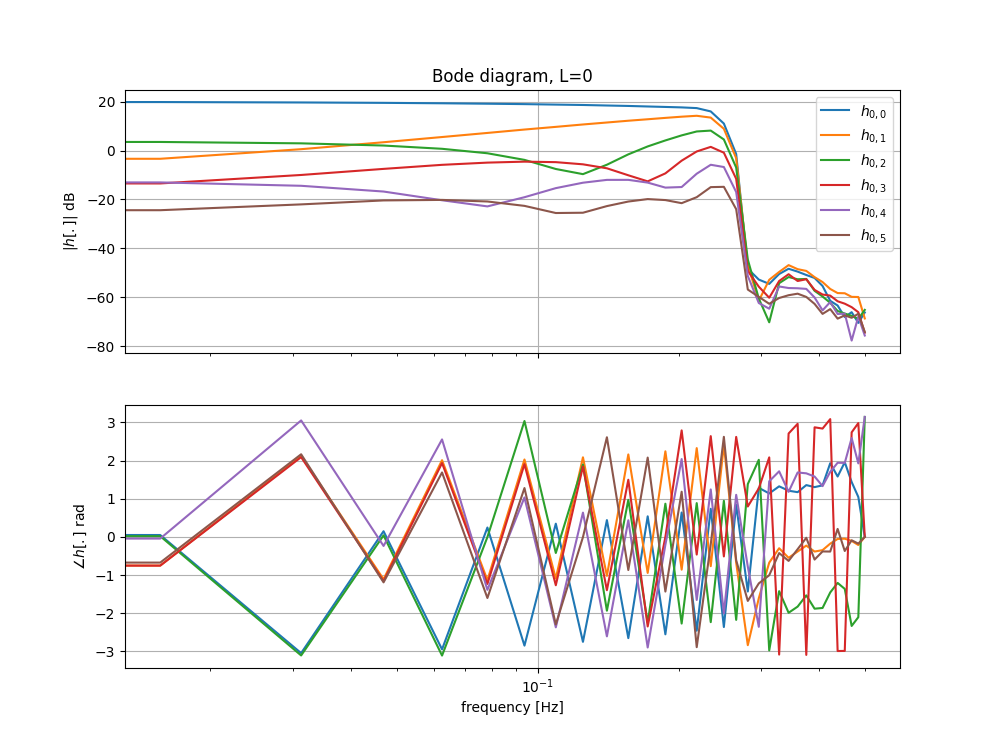 Bode diagram, L=0
|h[.]| dB
20
0
−20
−40
−60
−80
h0,0
h0,1
h0,2
h0,3
h0,4
h0,5
∠h[.] rad
3
2
1
0
−1
−2
−3
10−1
frequency [Hz]